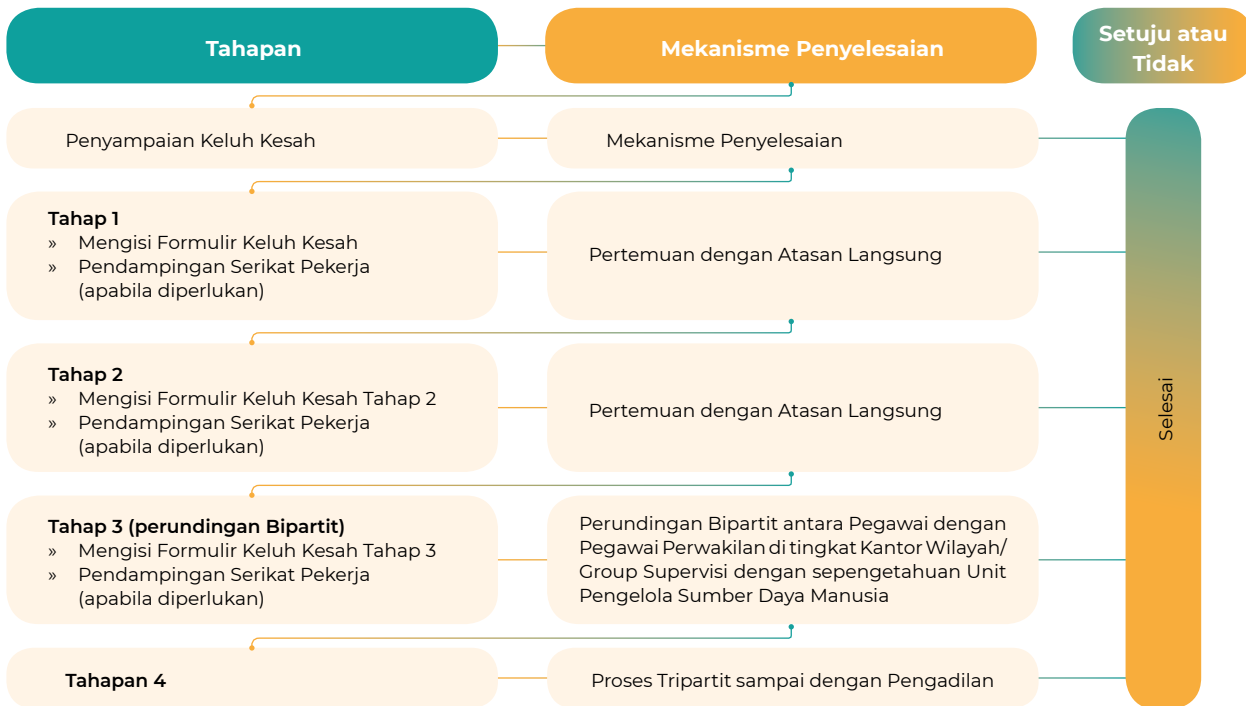 Tahapan
Mekanisme Penyelesaian
Setuju atau
Tidak
Penyampaian Keluh Kesah
Mekanisme Penyelesaian
Tahap 1
» Mengisi Formulir Keluh Kesah
» Pendampingan Serikat Pekerja
(apabila diperlukan)
Pertemuan dengan Atasan Langsung
Tahap 2
» Mengisi Formulir Keluh Kesah Tahap 2
» Pendampingan Serikat Pekerja
(apabila diperlukan)
Pertemuan dengan Atasan Langsung
Tahap 3 (perundingan Bipartit)
» Mengisi Formulir Keluh Kesah Tahap 3
» Pendampingan Serikat Pekerja
(apabila diperlukan)
Perundingan Bipartit antara Pegawai dengan
Pegawai Perwakilan di tingkat Kantor Wilayah/
Group Supervisi dengan sepengetahuan Unit
Pengelola Sumber Daya Manusia
Tahapan 4
Proses Tripartit sampai dengan Pengadilan
Selesai